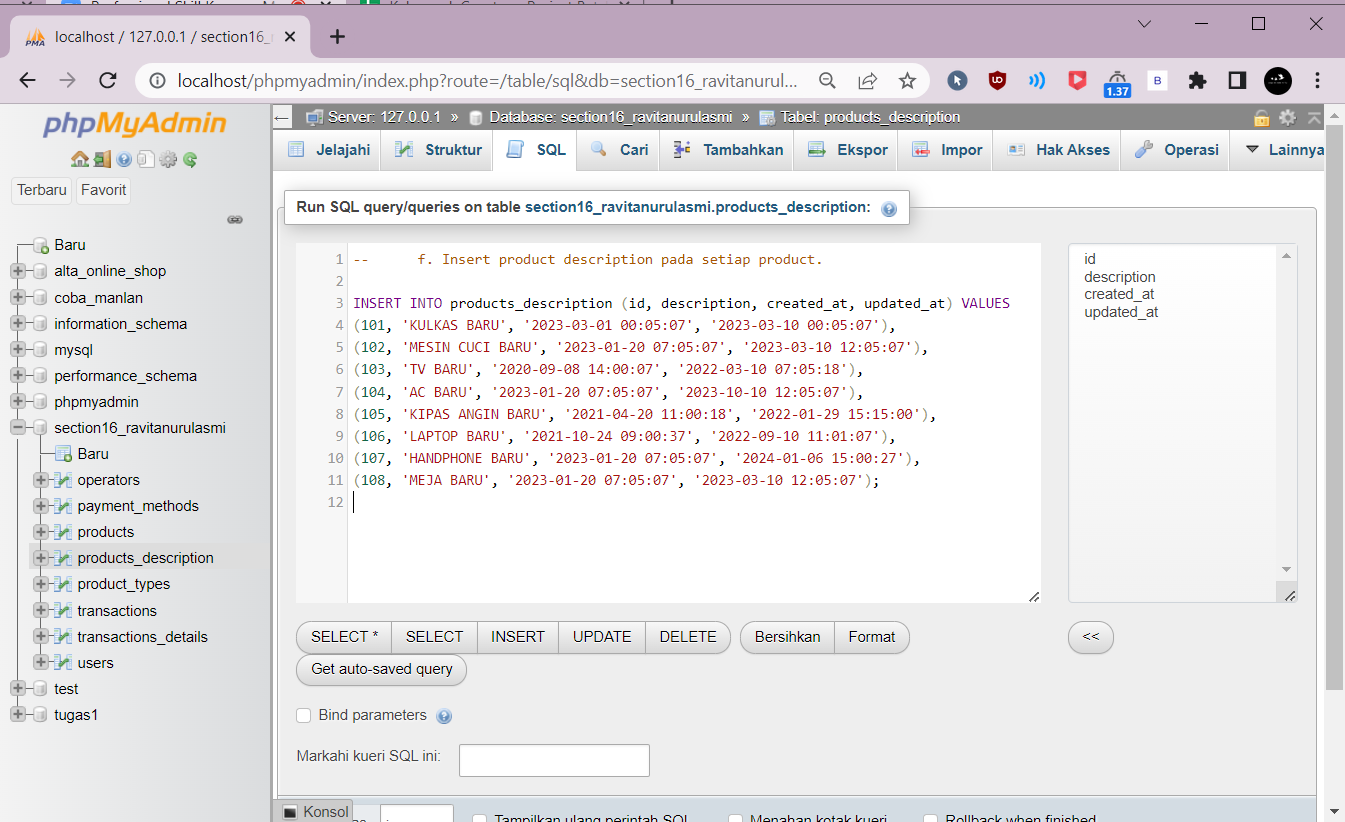 localhost / 127.0.0.1 / section16_
localhost/phpmyadmin/index.php?route=/table/sql&db=section16_ravitanurul...
1.37
B
phpMyAdmin
Terbaru
Favorit
Baru
alta_online_shop
coba_manlan
information_schema
mysql
performance_schema
phpmyadmin
section16_ravitanurulasmi
Baru
operators
payment_methods
products
products_description
product_types
transactions
transactions_details
users
test
tugas1
Server: 127.0.0.1 » Database: section16_ravitanurulasmi » Tabel: products_description
Jelajahi
Struktur
SQL
Cari
Tambahkan
Ekspor
Impor
Hak Akses
Operasi
Lainnya
Run SQL query/queries on table section16_ravitanurulasmi.products_description:
1 -- f. Insert product description pada setiap product.
2
3 INSERT INTO products_description (id, description, created_at, updated_at) VALUES
4 (101, 'KULKAS BARU', '2023-03-01 00:05:07', '2023-03-10 00:05:07'),
5 (102, 'MESIN CUCI BARU', '2023-01-20 07:05:07', '2023-03-10 12:05:07'),
6 (103, 'TV BARU', '2020-09-08 14:00:07', '2022-03-10 07:05:18'),
7 (104, 'AC BARU', '2023-01-20 07:05:07', '2023-10-10 12:05:07'),
8 (105, 'KIPAS ANGIN BARU', '2021-04-20 11:00:18', '2022-01-29 15:15:00'),
9 (106, 'LAPTOP BARU', '2021-10-24 09:00:37', '2022-09-10 11:01:07'),
10 (107, 'HANDPHONE BARU', '2023-01-20 07:05:07', '2024-01-06 15:00:27'),
11 (108, 'MEJA BARU', '2023-01-20 07:05:07', '2023-03-10 12:05:07');
12
id
description
created_at
updated_at
SELECT *
SELECT
INSERT
UPDATE
DELETE
Bersihkan
Format
<<
Get auto-saved query
Bind parameters
Markahi kueri SQL ini:
Konsol
Tampilkan ulang perintah SQL
Menahan kotak kueri
Rollback when finished